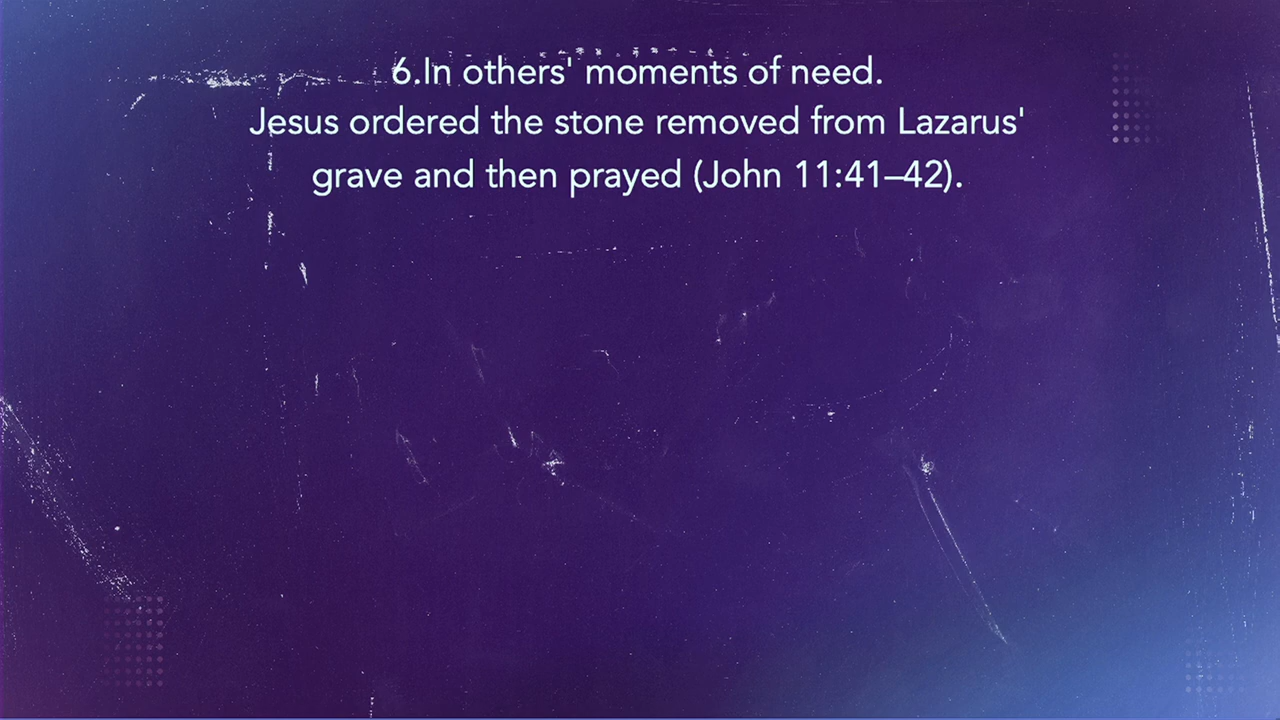 6.In others' moments of need.
Jesus ordered the stone removed from Lazarus'
grave and then prayed (John 11:41–42).